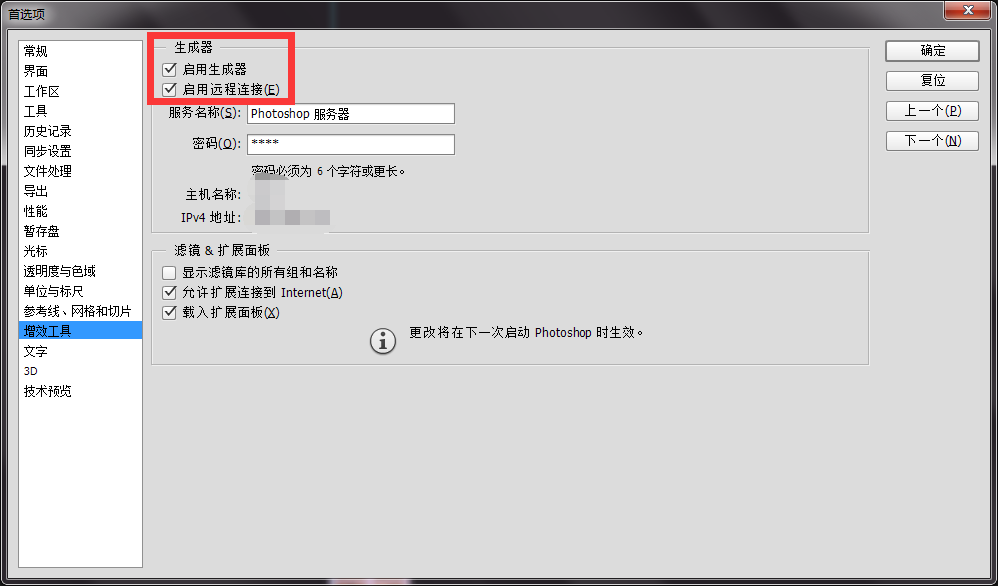 首选项
常规
界面
工作区
工具
历史记录
同步设置
文件处理
导出
性能
暂存盘
光标
透明度与色域
单位与标尺
参考线、网格和切片
增效工具
文字
3D
技术预览
生成器
启用生成器
启用远程连接(E)
服务名称(S): Photoshop 服务器
密码(O): ****
密码必须为 6 个字符或更长。
主机名称:
IPv4 地址:
滤镜 & 扩展面板
显示滤镜库的所有组和名称
允许扩展连接到 Internet(A)
载入扩展面板(X)
更改将在下一次启动 Photoshop 时生效。
确定
复位
上一个(P)
下一个(N)